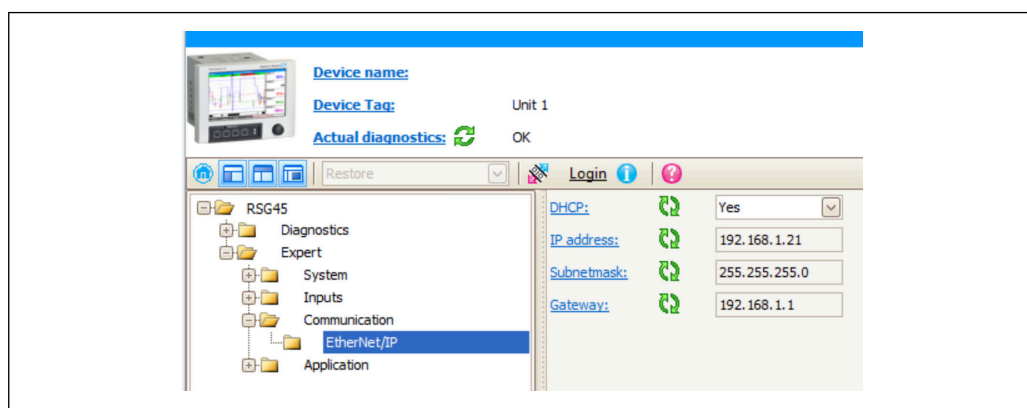 Device name:
Device Tag: Unit 1
Actual diagnostics: OK
Restore Login
RSG45
Diagnostics
Expert
System
Inputs
Communication
EtherNet/IP
Application
DHCP: Yes
IP address: 192.168.1.21
Subnetmask: 255.255.255.0
Gateway: 192.168.1.1